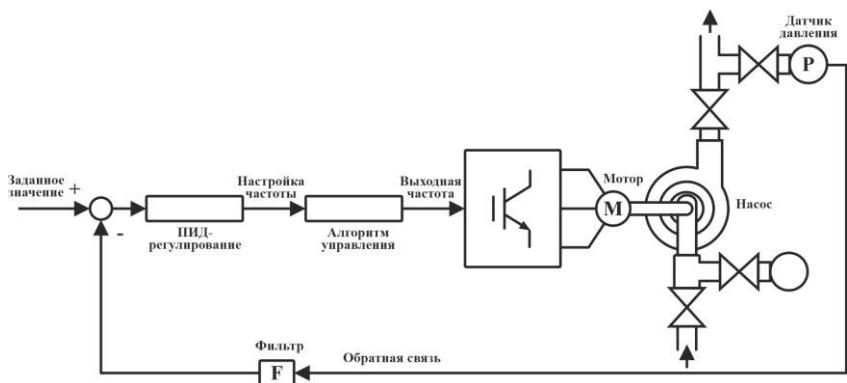 Датчик
давления
P
Заданное
значение
+
-
Настройка
частоты
Выходная
частота
Мотор
M
Насос
ПИД-
регулирование
Алгоритм
управления
Фильтр
F
Обратная связь